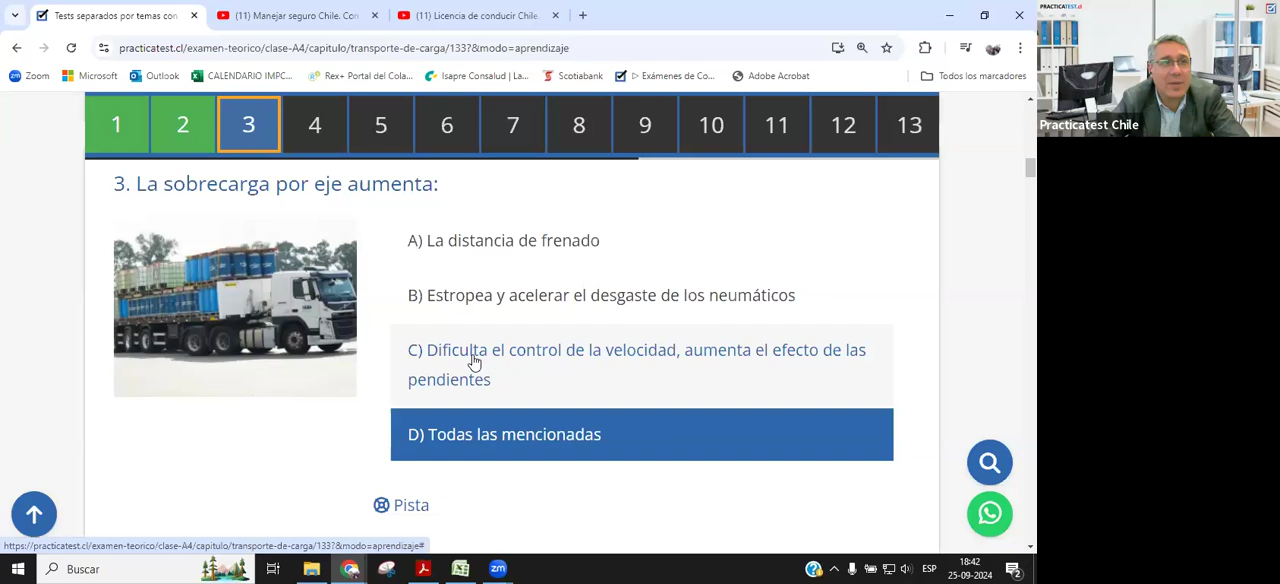 Tests separados por temas con
(11) Manejar seguro Chile: con
(11) Licencia de conducir Chile
practicatest.cl/examen-teorico/clase-A4/capitulo/transporte-de-carga/133?&modo=aprendizaje
Zoom
Microsoft
Outlook
CALENDARIO IMPC...
Rex+ Portal del Cola...
Isapre Consalud | La...
Scotiabank
▷ Exámenes de Co...
Adobe Acrobat
Todos los marcadores
1 2 3 4 5 6 7 8 9 10 11 12 13
3. La sobrecarga por eje aumenta:
A) La distancia de frenado
B) Estropea y acelerar el desgaste de los neumáticos
C) Dificulta el control de la velocidad, aumenta el efecto de las
pendientes
D) Todas las mencionadas
Pista
https://practicatest.cl/examen-teorico/clase-A4/capitulo/transporte-de-carga/133?&modo=aprendizaje#
Buscar
ESP
18:42
25-09-2024
2
PRACTICATEST.cl
Practicatest Chile